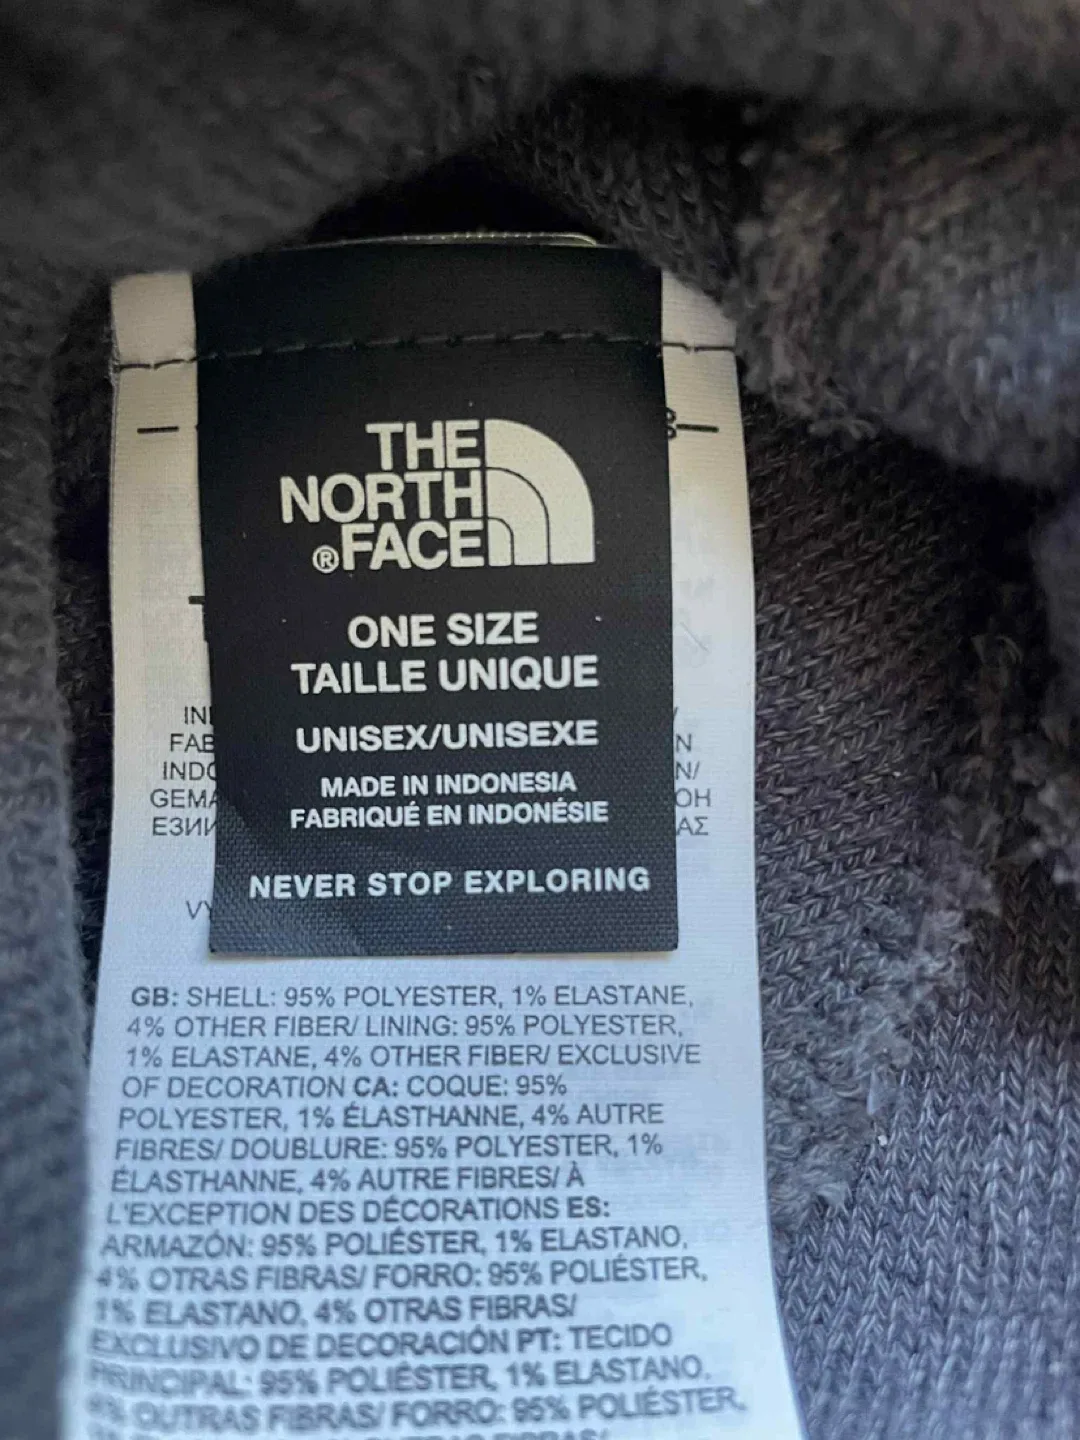 THE
NORTH
®FACE
ONE SIZE
TAILLE UNIQUE
UNISEX/UNISEXE
MADE IN INDONESIA
FABRIQUÉ EN INDONÉSIE
NEVER STOP EXPLORING
GB: SHELL: 95% POLYESTER, 1% ELASTANE,
4% OTHER FIBER/ LINING: 95% POLYESTER,
1% ELASTANE, 4% OTHER FIBER/ EXCLUSIVE
OF DECORATION CA: COQUE: 95%
POLYESTER, 1% ÉLASTHANNE, 4% AUTRE
FIBRES/ DOUBLURE: 95% POLYESTER, 1%
ÉLASTHANNE, 4% AUTRE FIBRES/ À
L'EXCEPTION DES DÉCORATIONS ES:
ARMAZÓN: 95% POLIÉSTER, 1% ELASTANO,
4% OTRAS FIBRAS/ FORRO: 95% POLIÉSTER,
1% ELASTANO, 4% OTRAS FIBRAS/
EXCLUSIVO DE DECORACIÓN PT: TECIDO
PRINCIPAL: 95% POLIÉSTER, 1% ELASTANO,
4% OUTRAS FIBRAS/ FORRO: 95% POLIÉSTER,